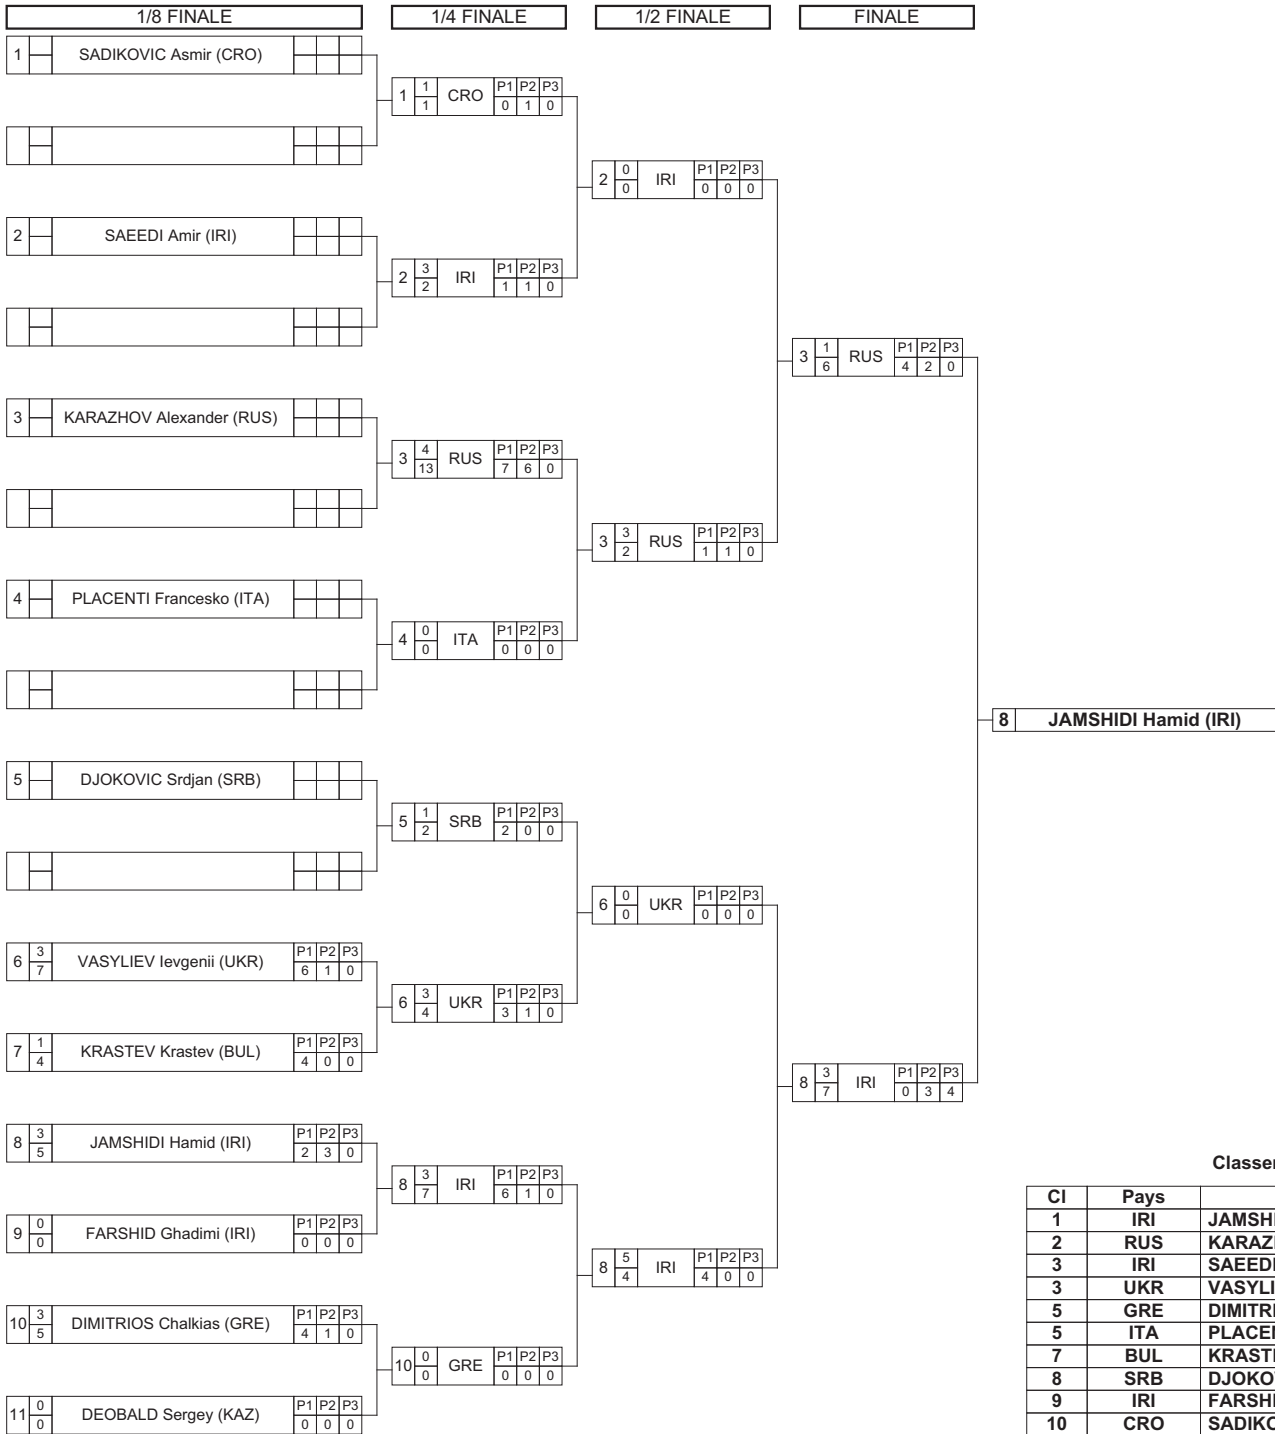 1/8 FINALE 1/4 FINALE 1/2 FINALE FINALE
1 SADIKOVIC Asmir (CRO)
1 1 CRO P1 P2 P3
1 0 1 0
2 0 IRI P1 P2 P3
0 0 0 0
2 SAEEDI Amir (IRI)
2 3 IRI P1 P2 P3
2 1 1 0
3 1 RUS P1 P2 P3
6 4 2 0
3 KARAZHOV Alexander (RUS)
3 4 RUS P1 P2 P3
13 7 6 0
3 3 RUS P1 P2 P3
2 1 1 0
4 PLACENTI Francesko (ITA)
4 0 ITA P1 P2 P3
0 0 0 0
8 JAMSHIDI Hamid (IRI)
5 DJOKOVIC Srdjan (SRB)
5 1 SRB P1 P2 P3
2 2 0 0
6 0 UKR P1 P2 P3
0 0 0 0
6 3 VASYLIEV Ievgenii (UKR) P1 P2 P3
7 6 1 0
6 3 UKR P1 P2 P3
4 3 1 0
7 1 KRASTEV Krastev (BUL) P1 P2 P3
4 4 0 0
8 3 IRI P1 P2 P3
7 0 3 4
8 3 JAMSHIDI Hamid (IRI) P1 P2 P3
5 2 3 0
8 3 IRI P1 P2 P3
7 6 1 0
9 0 FARSHID Ghadimi (IRI) P1 P2 P3
0 0 0 0
8 5 IRI P1 P2 P3
4 4 0 0
10 3 DIMITRIOS Chalkias (GRE) P1 P2 P3
5 4 1 0
10 0 GRE P1 P2 P3
0 0 0 0
11 0 DEOBALD Sergey (KAZ) P1 P2 P3
0 0 0 0
Classe
Cl Pays
1 IRI JAMSH
2 RUS KARAZ
3 IRI SAEED
3 UKR VASYLI
5 GRE DIMITR
5 ITA PLACE
7 BUL KRAST
8 SRB DJOKO
9 IRI FARSH
10 CRO SADIK